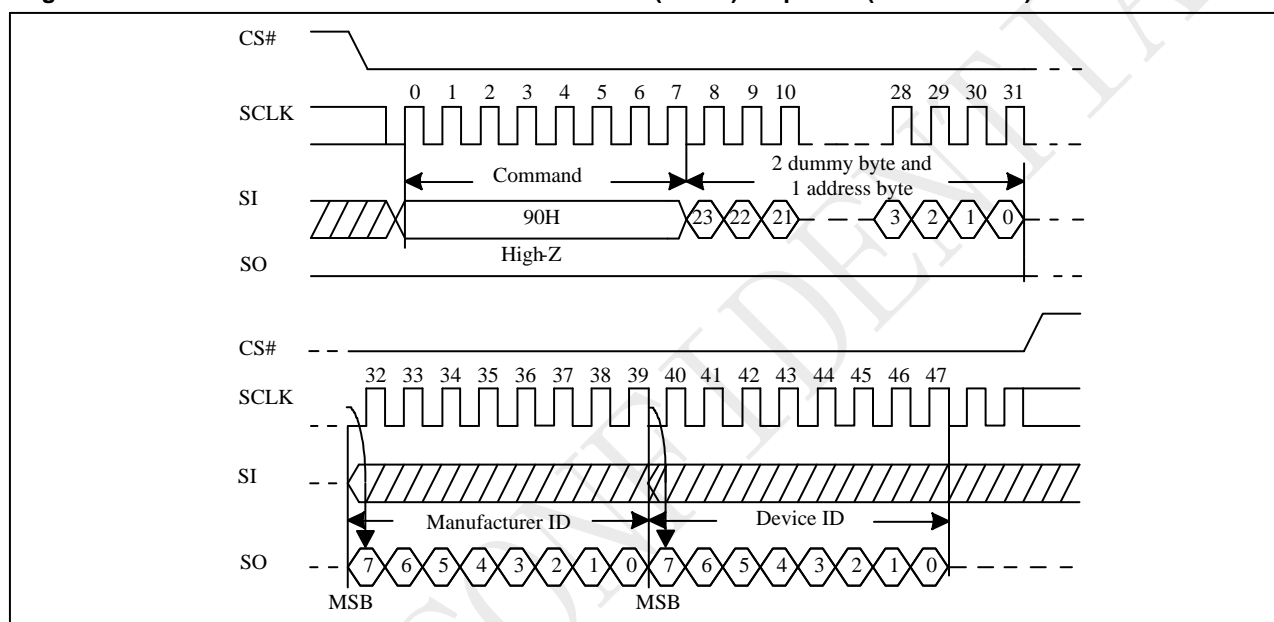 CS#
0 1 2 3 4 5 6 7 8 9 10 28 29 30 31
SCLK
Command
2 dummy byte and
1 address byte
SI
90H
23 22 21 3 2 1 0
High-Z
SO
CS#
32 33 34 35 36 37 38 39 40 41 42 43 44 45 46 47
SCLK
SI
Manufacturer ID
Device ID
SO
7 6 5 4 3 2 1 0 7 6 5 4 3 2 1 0
MSB
MSB
CONFIDENTIA